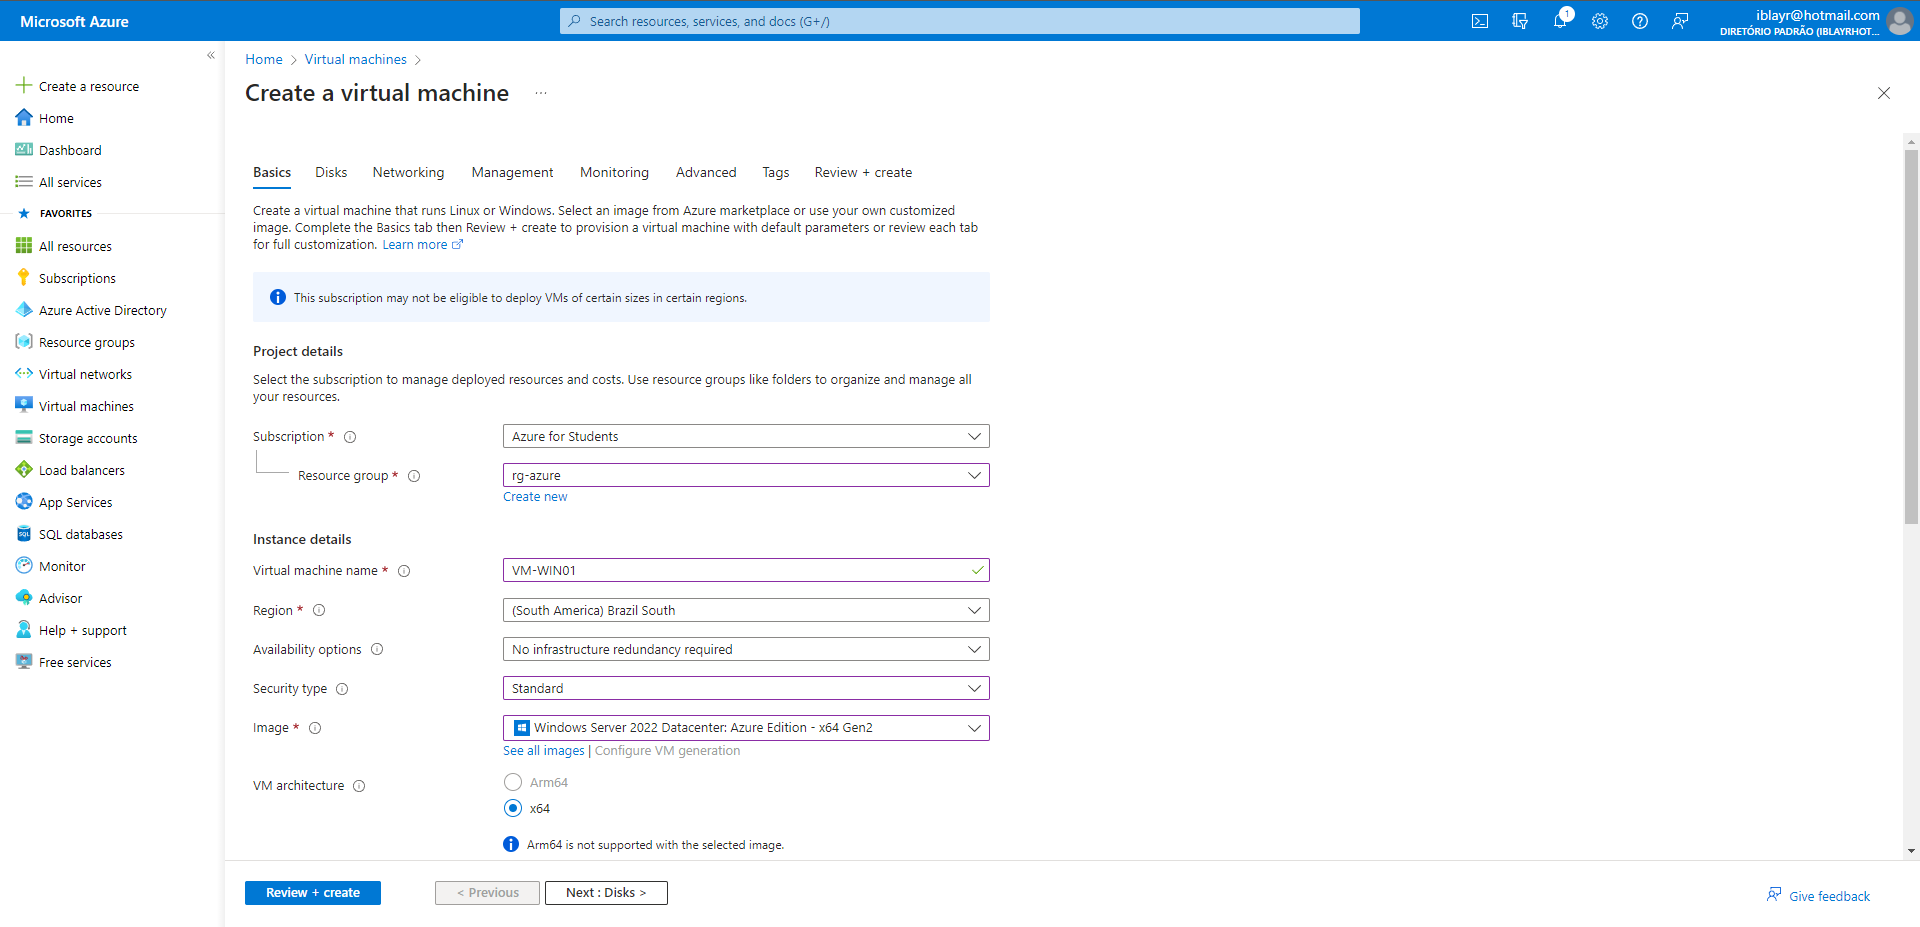 Microsoft Azure
Search resources, services, and docs (G+/)
1
iblayr@hotmail.com
DIRETÓRIO PADRÃO (IBLAYRHOT...
«
Create a resource
Home
Dashboard
All services
FAVORITES
All resources
Subscriptions
Azure Active Directory
Resource groups
Virtual networks
Virtual machines
Storage accounts
Load balancers
App Services
SQL databases
Monitor
Advisor
Help + support
Free services
Home > Virtual machines >
Create a virtual machine ...
Basics Disks Networking Management Monitoring Advanced Tags Review + create
Create a virtual machine that runs Linux or Windows. Select an image from Azure marketplace or use your own customized
image. Complete the Basics tab then Review + create to provision a virtual machine with default parameters or review each tab
for full customization. Learn more
This subscription may not be eligible to deploy VMs of certain sizes in certain regions.
Project details
Select the subscription to manage deployed resources and costs. Use resource groups like folders to organize and manage all
your resources.
Subscription * Azure for Students
Resource group * rg-azure
Create new
Instance details
Virtual machine name * VM-WIN01
Region * (South America) Brazil South
Availability options No infrastructure redundancy required
Security type Standard
Image * Windows Server 2022 Datacenter: Azure Edition - x64 Gen2
See all images | Configure VM generation
VM architecture
Arm64
x64
Arm64 is not supported with the selected image.
Review + create < Previous Next : Disks >
Give feedback